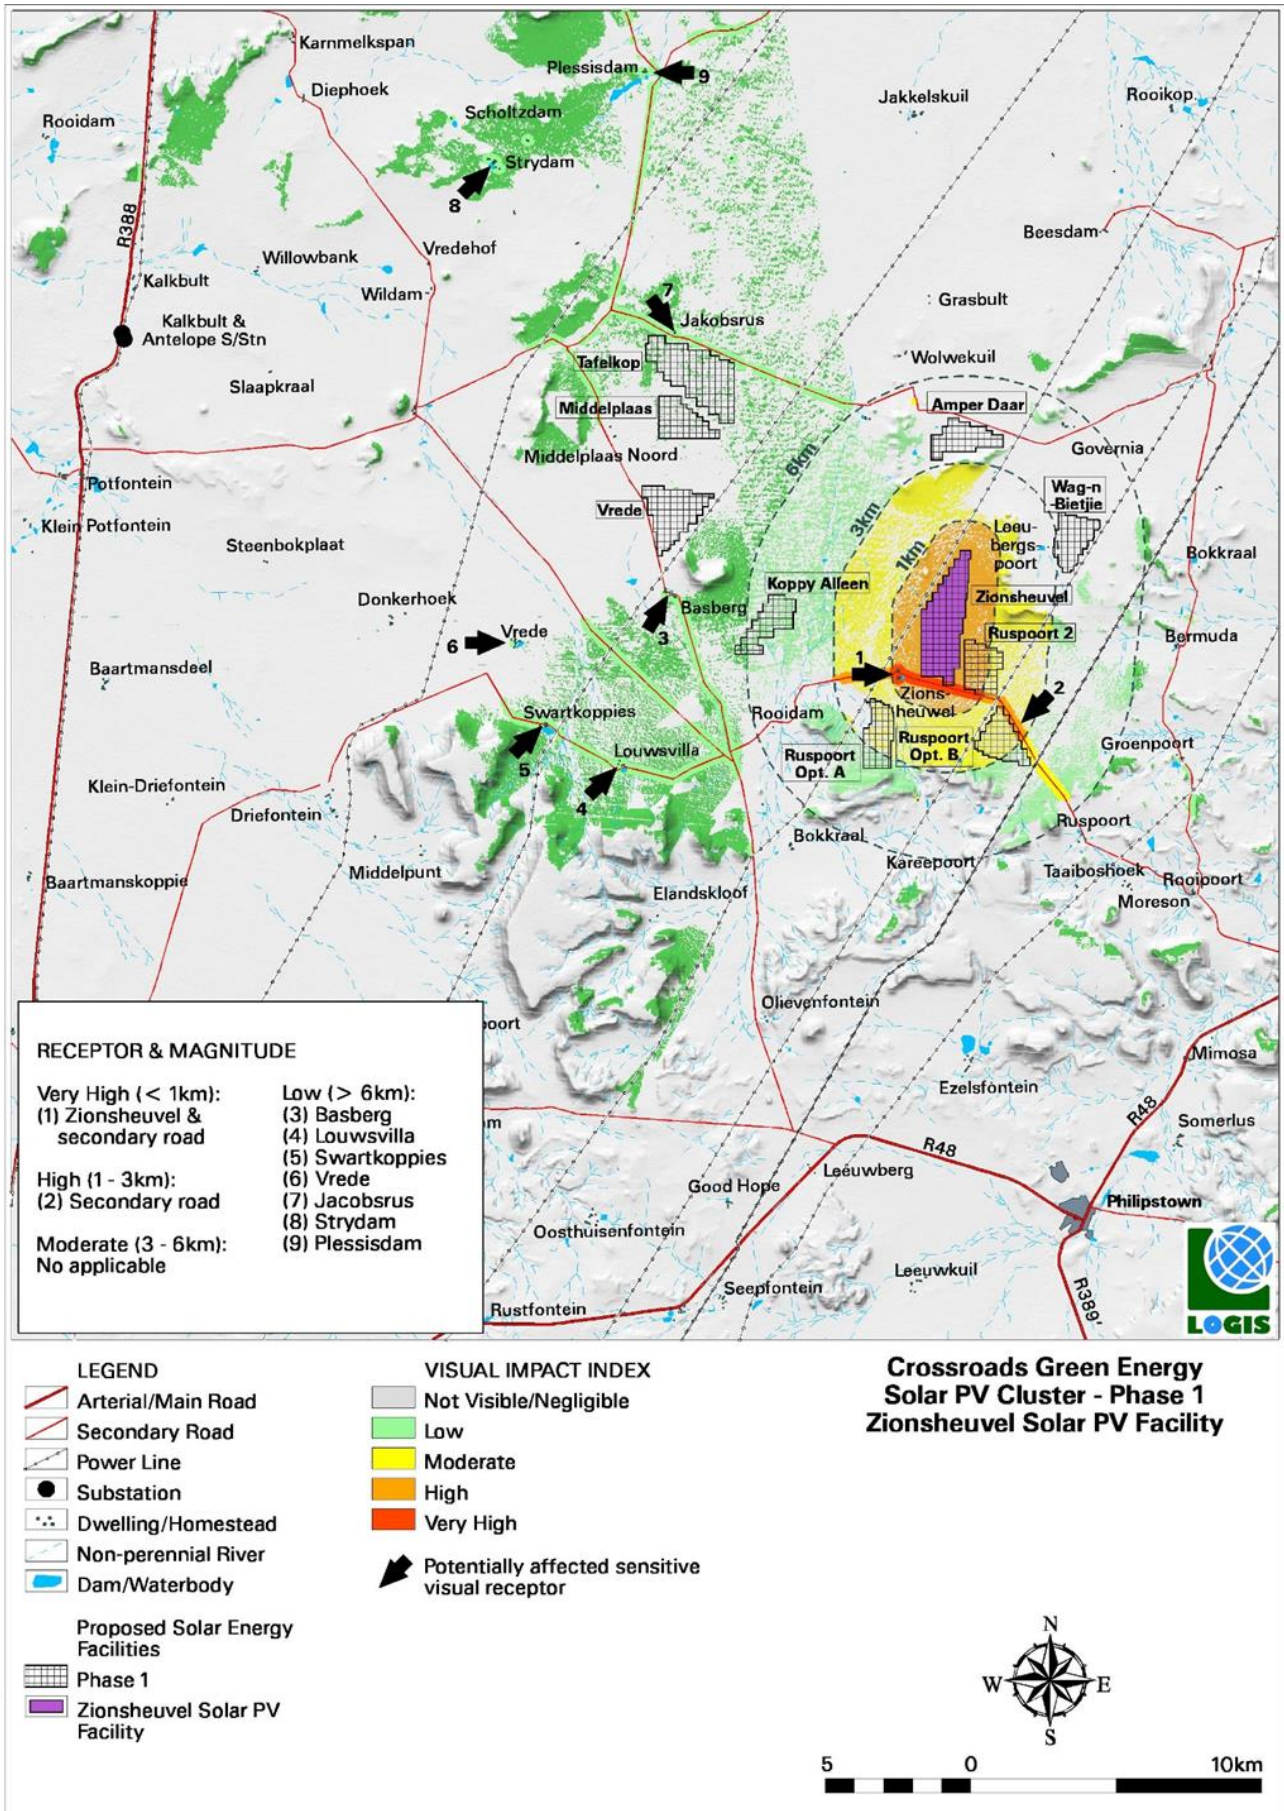 Karnmelkspan
Plessisdam
9
Diephoek
Jakkelskuil
Rooikop
Scholtzdam
Rooidam
Strydam
8
R388
Beesdam
Vredehof
Willowbank
Kalkbult
Wildam
7
Grasbult
Kalkbult &
Antelope S/Stn
Jakobsrus
Wolwekuil
Tafelkop
Slaapkraal
Middelplaas
Amper Daar
Middelplaas Noord
6km
Governia
Potfontein
Wag-n
-Bietjie
Vrede
3km
Klein Potfontein
Leeu-
bergs-
poort
Steenbokplaat
1km
Bokkraal
Koppy Alleen
Zionsheuvel
Donkerhoek
Basberg
Vrede
6
3
Ruspoort 2
Bermuda
Baartmansdeel
1
2
Zions-
heuwel
Swartkoppies
Rooidam
Louwsvilla
Ruspoort
Opt. A
Ruspoort
Opt. B
Groenpoort
5
Klein-Driefontein
4
Driefontein
Ruspoort
Bokkraal
Kareepoort
Middelpunt
Taaiboshoek
Rooipoort
Baartmanskoppie
Elandskloof
Moreson
Olievenfontein
poort
Mimosa
Ezelsfontein
R48
Somerlus
om
R48
Leeuwberg
Good Hope
Philipstown
Oosthuisenfontein
Leeuwkuil
Seepfontein
R389
Rustfontein
LOGIS
RECEPTOR & MAGNITUDE
Very High (< 1km):
(1) Zionsheuvel &
secondary road
High (1 - 3km):
(2) Secondary road
Moderate (3 - 6km):
No applicable
Low (> 6km):
(3) Basberg
(4) Louwsvilla
(5) Swartkoppies
(6) Vrede
(7) Jacobsrus
(8) Strydam
(9) Plessisdam
LEGEND
Arterial/Main Road
Secondary Road
Power Line
Substation
Dwelling/Homestead
Non-perennial River
Dam/Waterbody
Proposed Solar Energy
Facilities
Phase 1
Zionsheuvel Solar PV
Facility
VISUAL IMPACT INDEX
Not Visible/Negligible
Low
Moderate
High
Very High
Potentially affected sensitive
visual receptor
Crossroads Green Energy
Solar PV Cluster - Phase 1
Zionsheuvel Solar PV Facility
N
W
E
S
5
0
10km